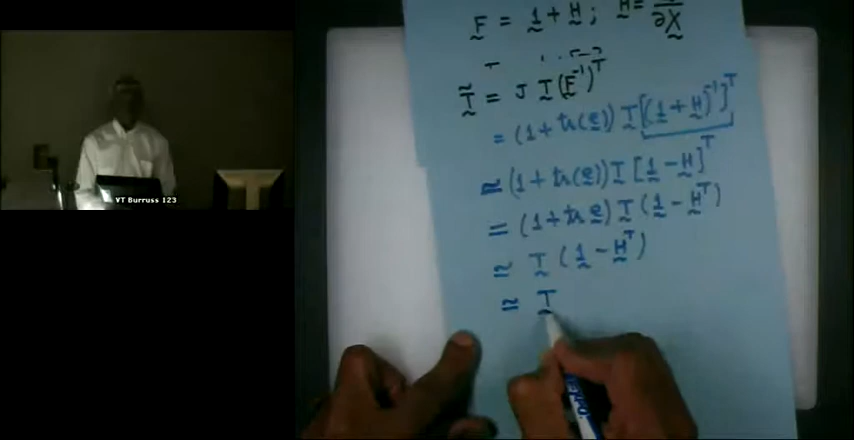 F = 1 + H ; H =
∂X
T̃ = J T (F⁻¹)ᵀ
= (1 + tr(e)) T [(1 + H)⁻¹]ᵀ
≅ (1 + tr(e)) T [1 - H]ᵀ
= (1 + tr e) T (1 - Hᵀ)
≅ T (1 - Hᵀ)
≅ T
VT Burruss 123